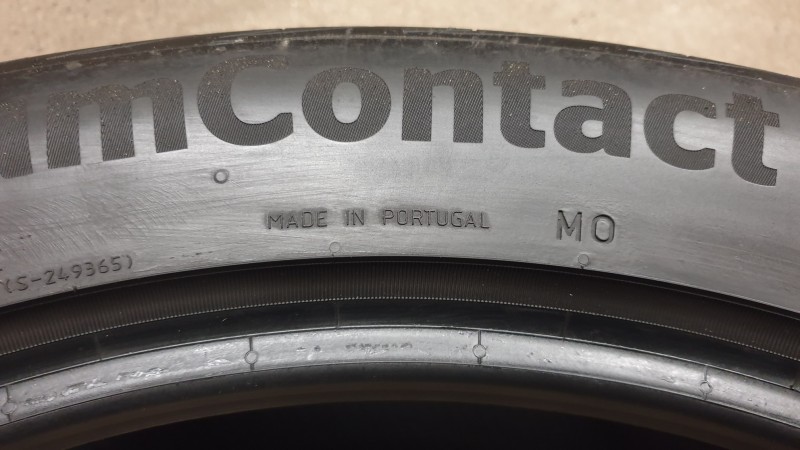 mContact
MADE IN PORTUGAL
MO
(S-249365)